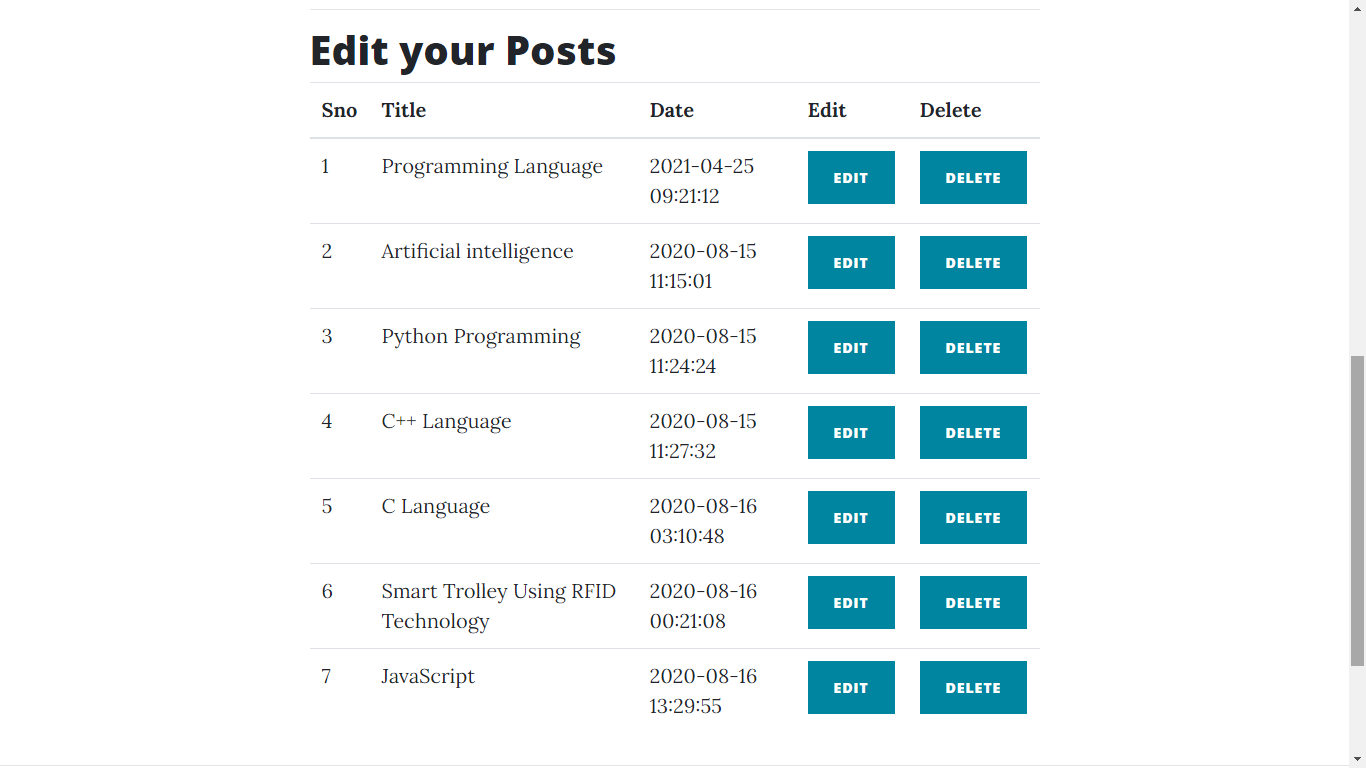 Edit your Posts
Sno Title Date Edit Delete
1 Programming Language 2021-04-25 EDIT DELETE
09:21:12
2 Artificial intelligence 2020-08-15 EDIT DELETE
11:15:01
3 Python Programming 2020-08-15 EDIT DELETE
11:24:24
4 C++ Language 2020-08-15 EDIT DELETE
11:27:32
5 C Language 2020-08-16 EDIT DELETE
03:10:48
6 Smart Trolley Using RFID 2020-08-16 EDIT DELETE
Technology 00:21:08
7 JavaScript 2020-08-16 EDIT DELETE
13:29:55